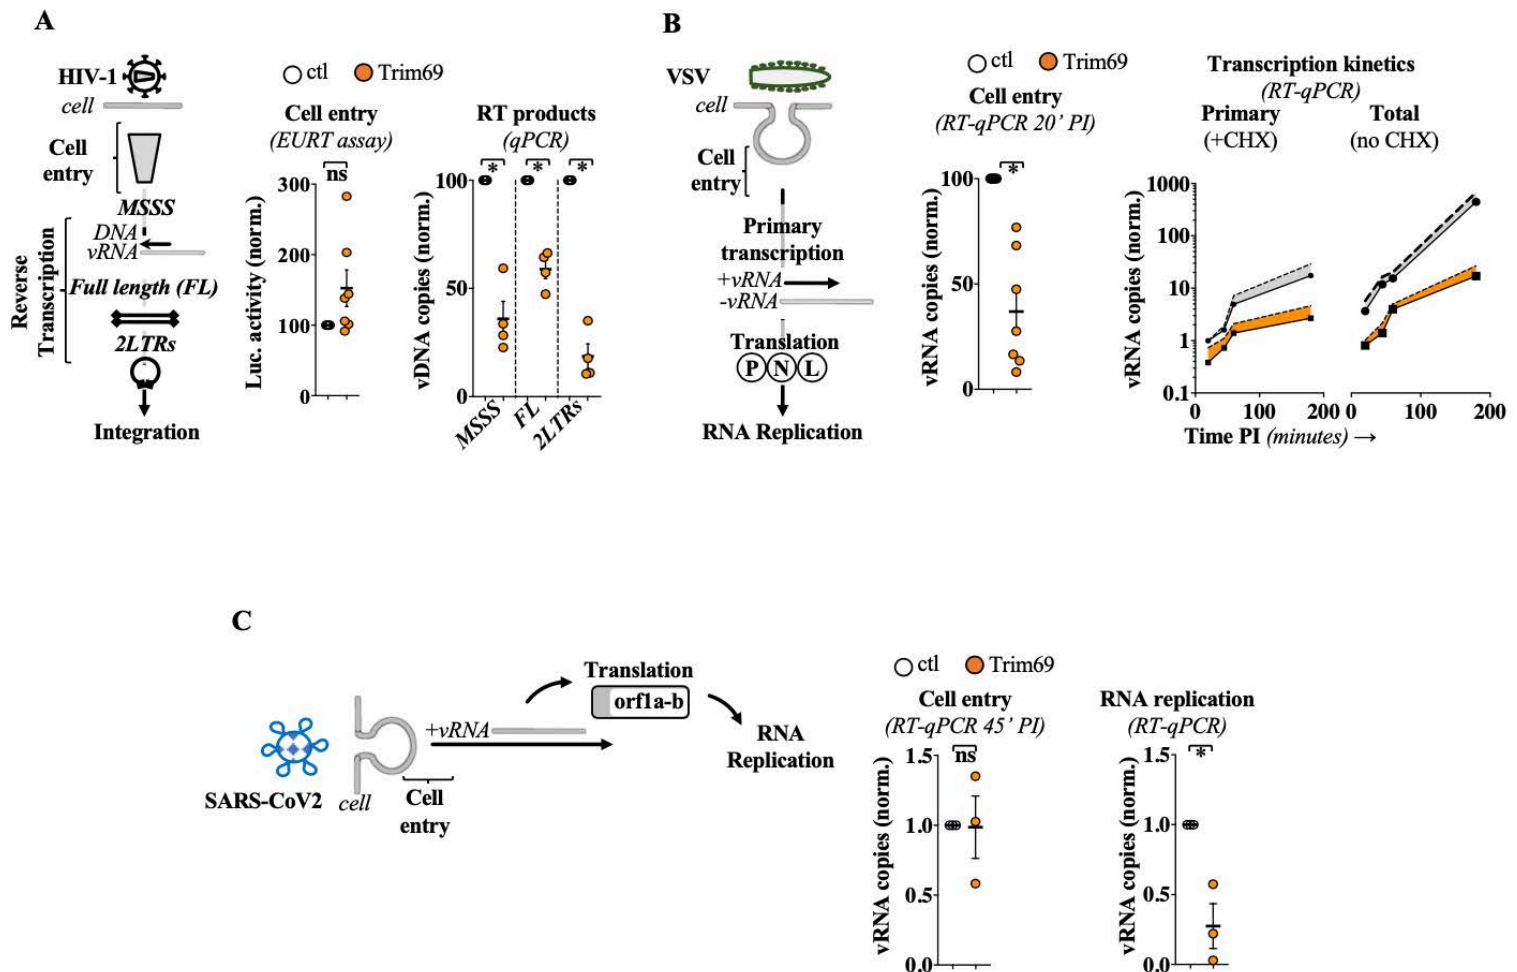 A
HIV-1
cell
Cell
entry
MSSS
DNA
vRNA
Reverse
Transcription
Full length (FL)
2LTRs
Integration
ctl
Trim69
Cell entry
(EURT assay)
ns
Luc. activity (norm.)
300
200
100
0
RT products
(qPCR)
* * *
vDNA copies (norm.)
100
50
0
MSSS
FL
2LTRs
B
VSV
cell
Cell
entry
Primary
transcription
+vRNA
-vRNA
Translation
P N L
RNA Replication
ctl
Trim69
Cell entry
(RT-qPCR 20’ PI)
*
vRNA copies (norm.)
100
50
0
Transcription kinetics
(RT-qPCR)
Primary
(+CHX)
Total
(no CHX)
vRNA copies (norm.)
1000
100
10
1
0.1
0 100 200
0 100 200
Time PI (minutes) →
C
SARS-CoV2
cell
Cell
entry
+vRNA
Translation
orf1a-b
RNA
Replication
ctl
Trim69
Cell entry
(RT-qPCR 45’ PI)
ns
vRNA copies (norm.)
1.5
1.0
0.5
0.0
RNA replication
(RT-qPCR)
*
vRNA copies (norm.)
1.5
1.0
0.5
0.0